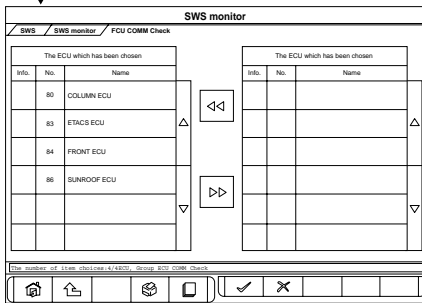 SWS monitor
SWS SWS monitor FCU COMM Check
The ECU which has been chosen
Info. No. Name
80 COLUMN ECU
83 ETACS ECU
84 FRONT ECU
86 SUNROOF ECU
The ECU which has been chosen
Info. No. Name
The number of item choices:4/4ECU, Group ECU COMM Check